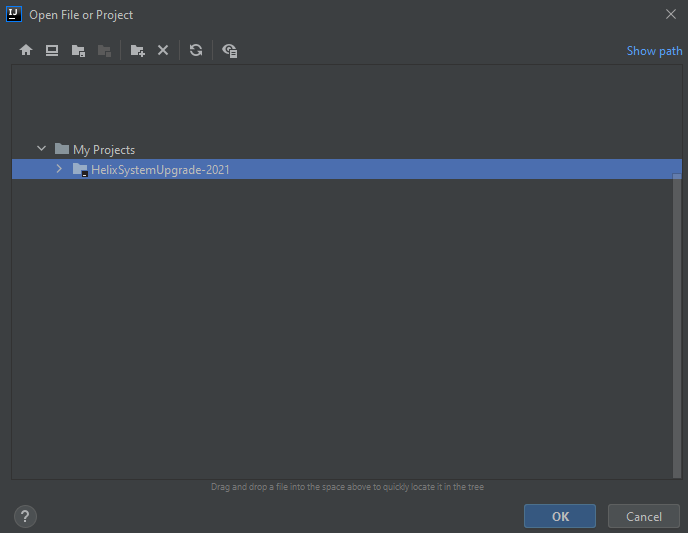 IJ
Open File or Project
Show path
My Projects
HelixSystemUpgrade-2021
Drag and drop a file into the space above to quickly locate it in the tree
?
OK
Cancel